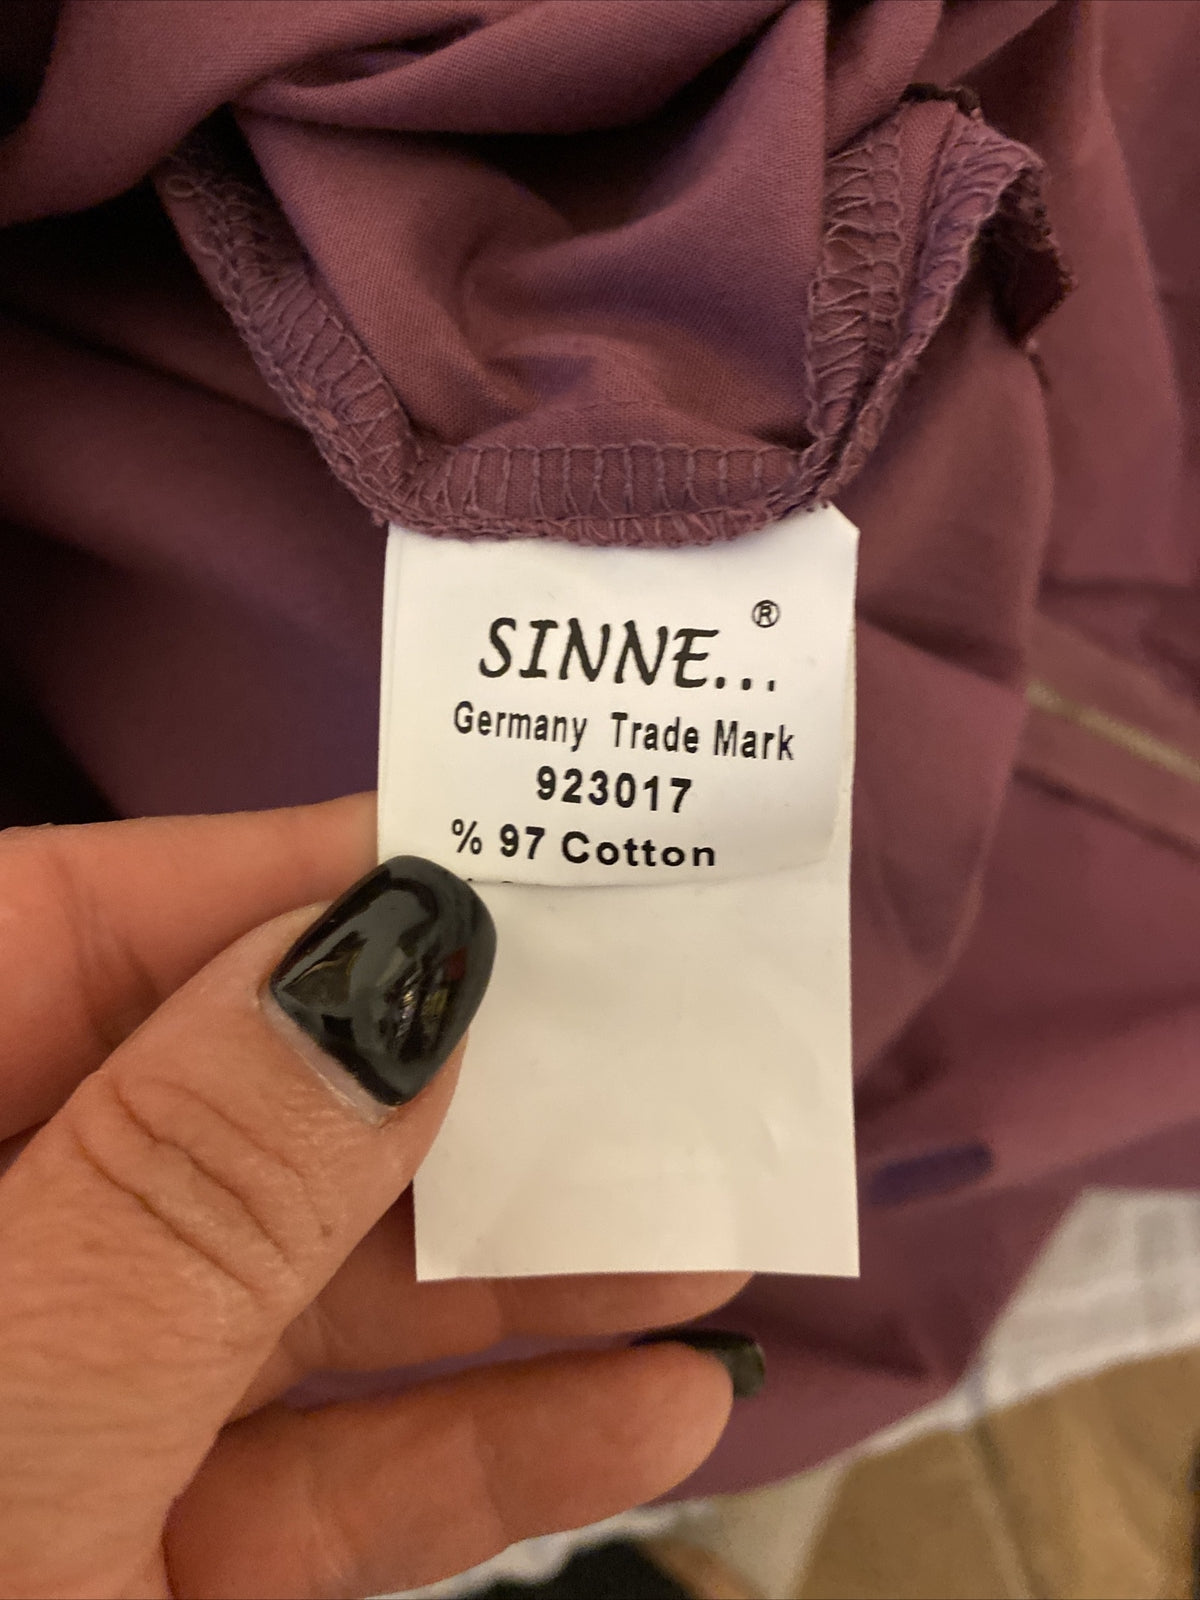 SINNE...®
Germany Trade Mark
923017
% 97 Cotton